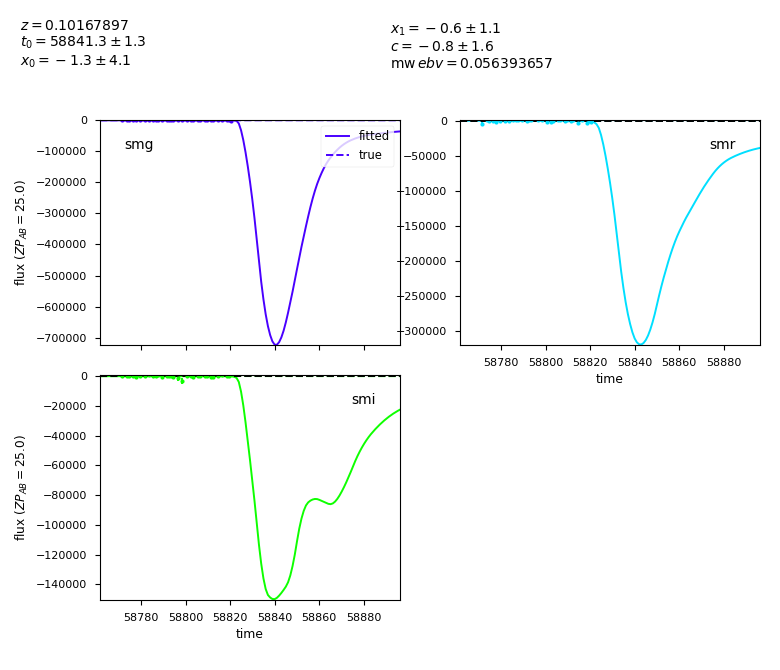 z = 0.10167897
t0 = 58841.3 ± 1.3
x0 = −1.3 ± 4.1
x1 = −0.6 ± 1.1
c = −0.8 ± 1.6
mw ebv = 0.056393657
flux (ZPAB = 25.0)
0
−100000
−200000
−300000
−400000
−500000
−600000
−700000
smg
fitted
true
0
−50000
−100000
−150000
−200000
−250000
−300000
smr
58780 58800 58820 58840 58860 58880
time
flux (ZPAB = 25.0)
0
−20000
−40000
−60000
−80000
−100000
−120000
−140000
smi
58780 58800 58820 58840 58860 58880
time